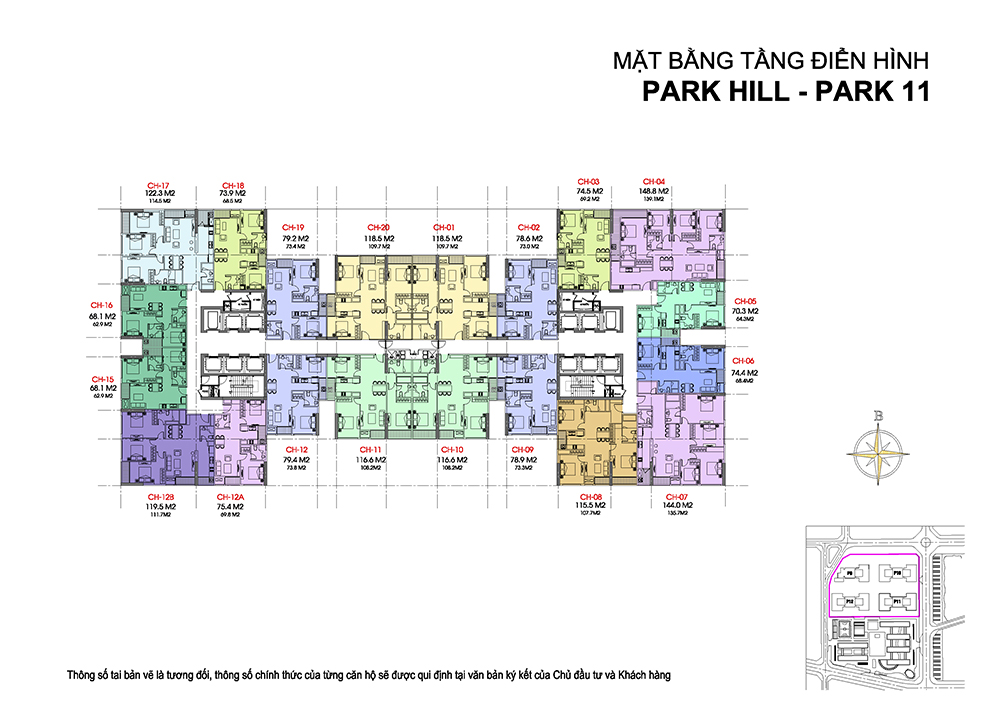 MẶT BẰNG TẦNG ĐIỂN HÌNH
PARK HILL - PARK 11
CH-17
122.3 M2
114.5 M2
CH-18
73.9 M2
68.5 M2
CH-19
79.2 M2
73.4 M2
CH-20
118.5 M2
109.7 M2
CH-01
118.5 M2
109.7 M2
CH-02
78.6 M2
73.0 M2
CH-03
74.5 M2
69.2 M2
CH-04
148.8 M2
139.1M2
CH-16
68.1 M2
62.9 M2
CH-05
70.3 M2
64.3M2
CH-15
68.1 M2
62.9 M2
CH-06
74.4 M2
68.4M2
CH-12B
119.5 M2
111.7M2
CH-12A
75.4 M2
69.8 M2
CH-12
79.4 M2
73.8 M2
CH-11
116.6 M2
108.2M2
CH-10
116.6 M2
108.2M2
CH-09
78.9 M2
73.3M2
CH-08
115.5 M2
107.7M2
CH-07
144.0 M2
135.7M2
B
P9
P10
P12
P11
Thông số tai bản vẽ là tương đối, thông số chính thức của từng căn hộ sẽ được qui định tại văn bản ký kết của Chủ đầu tư và Khách hàng